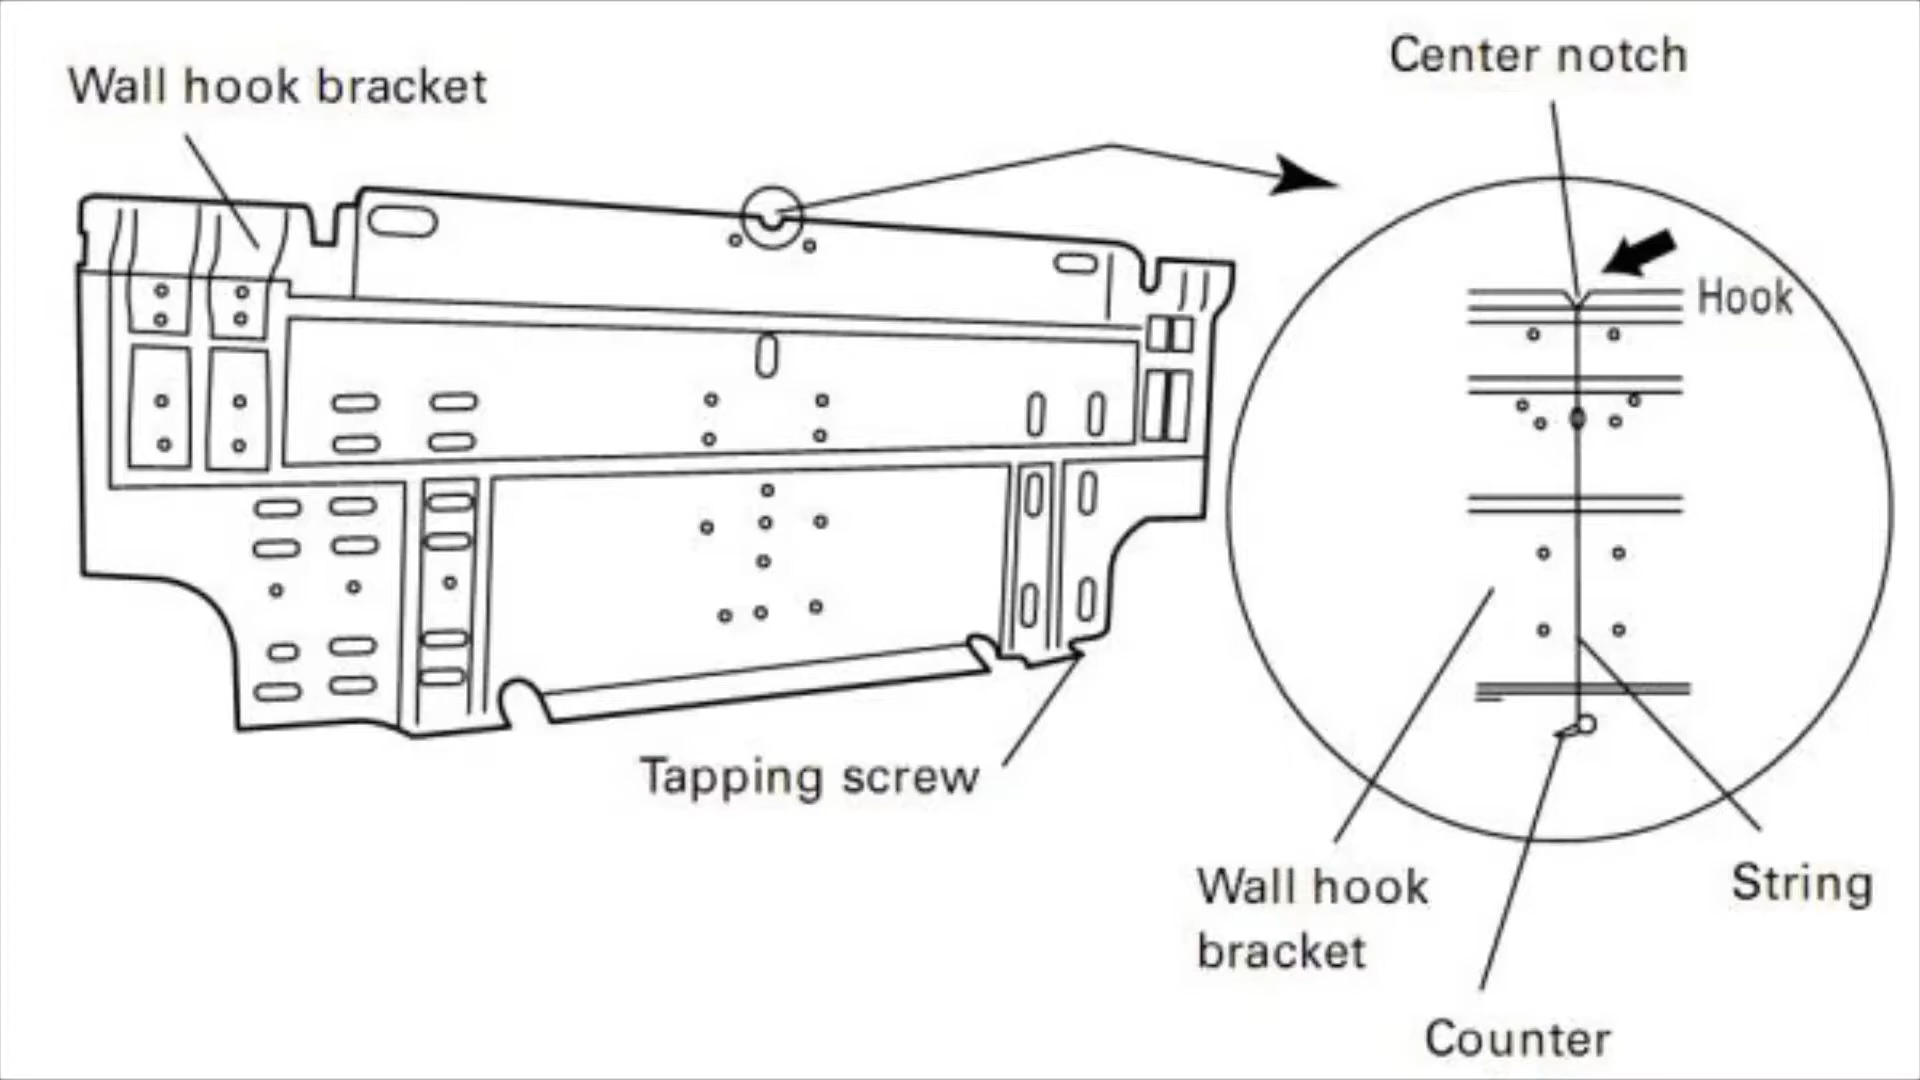 Wall hook bracket
Center notch
Hook
Tapping screw
Wall hook
bracket
String
Counter